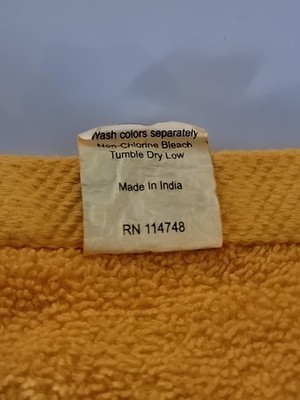 Wash colors separately
Non-Chlorine Bleach
Tumble Dry Low
Made In India
RN 114748